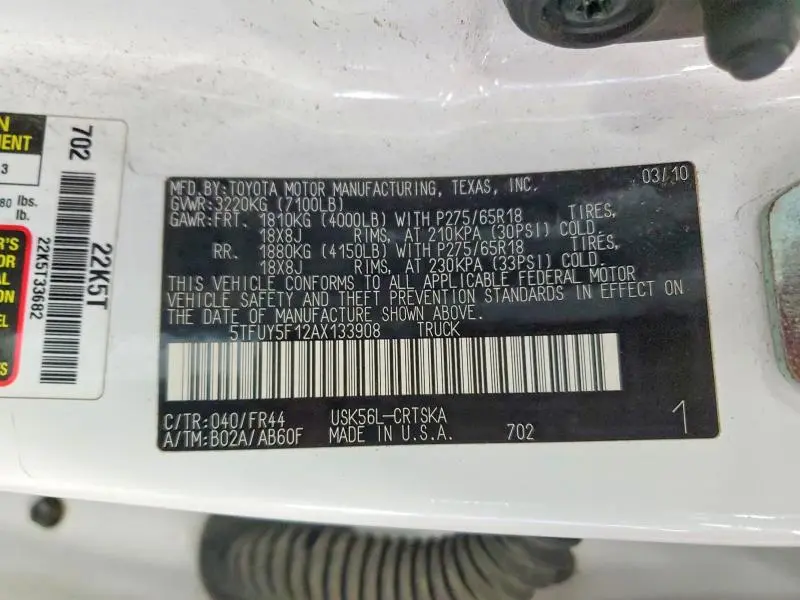 MFD.BY:TOYOTA MOTOR MANUFACTURING, TEXAS, INC. 03/10
GVWR:3220KG (7100LB)
GAWR:FRT. 1810KG (4000LB) WITH P275/65R18 TIRES,
18X8J RIMS, AT 210KPA (30PSI) COLD.
RR. 1880KG (4150LB) WITH P275/65R18 TIRES,
18X8J RIMS, AT 230KPA (33PSI) COLD.
THIS VEHICLE CONFORMS TO ALL APPLICABLE FEDERAL MOTOR
VEHICLE SAFETY AND THEFT PREVENTION STANDARDS IN EFFECT ON
THE DATE OF MANUFACTURE SHOWN ABOVE.
5TFUY5F12AX133908 TRUCK
C/TR:040/FR44 USK56L-CRTSKA
A/TM:B02A/AB60F MADE IN U.S.A. 702 1
702
22K5T
22K5T33682
80 lbs.
lb.
3